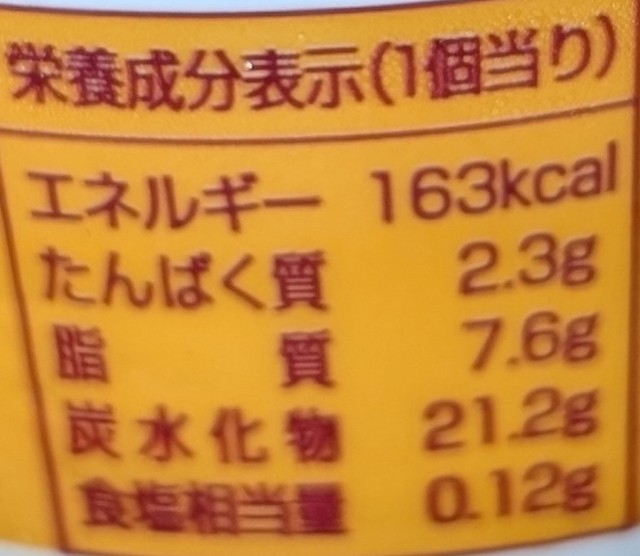 栄養成分表示(1個当り)
エネルギー 163kcal
たんぱく質 2.3g
脂質 7.6g
炭水化物 21.2g
食塩相当量 0.12g